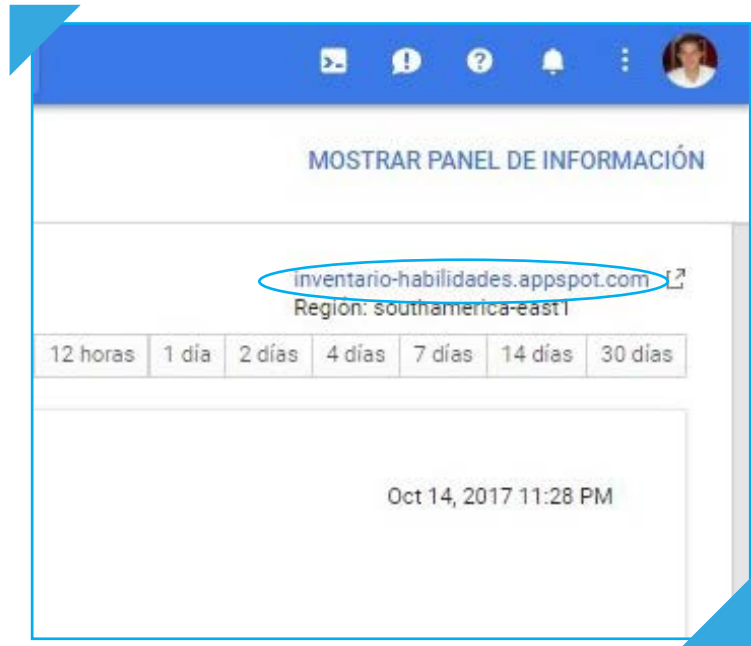 MOSTRAR PANEL DE INFORMACIÓN
inventario-habilidades.appspot.com
Región: southamerica-east1
12 horas 1 día 2 días 4 días 7 días 14 días 30 días
Oct 14, 2017 11:28 PM